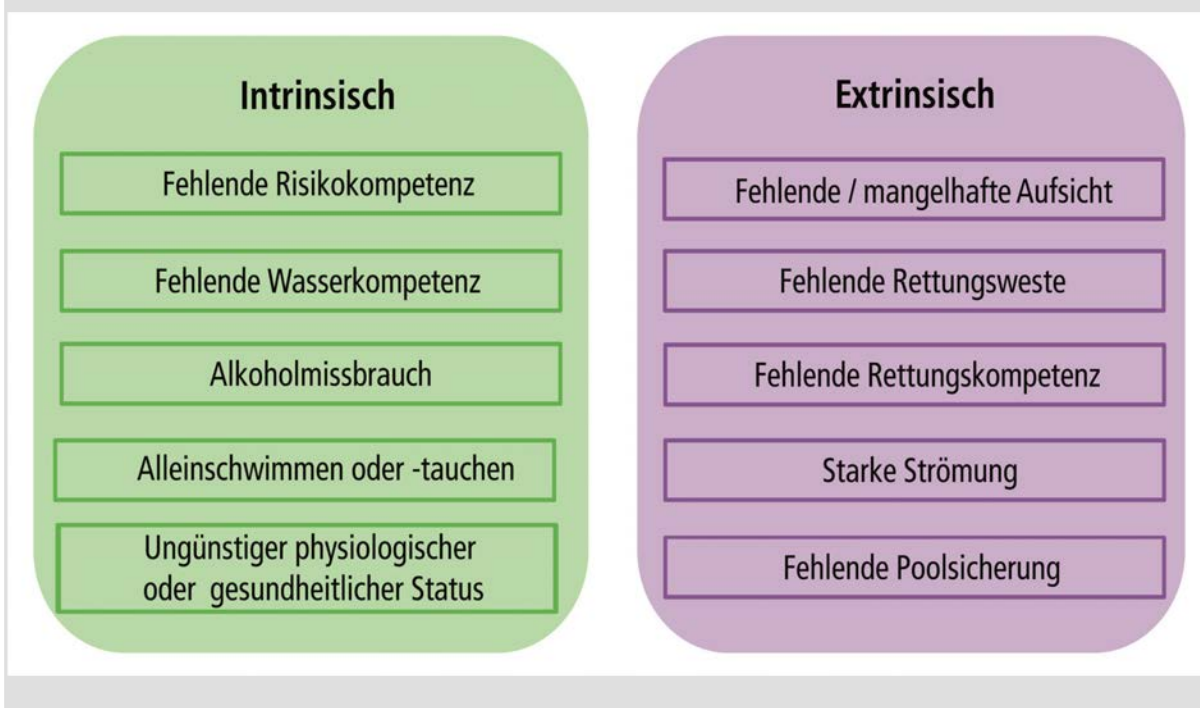 Intrinsisch
Fehlende Risikokompetenz
Fehlende Wasserkompetenz
Alkoholmissbrauch
Alleinschwimmen oder -tauchen
Ungünstiger physiologischer
oder gesundheitlicher Status
Extrinsisch
Fehlende / mangelhafte Aufsicht
Fehlende Rettungsweste
Fehlende Rettungskompetenz
Starke Strömung
Fehlende Poolsicherung